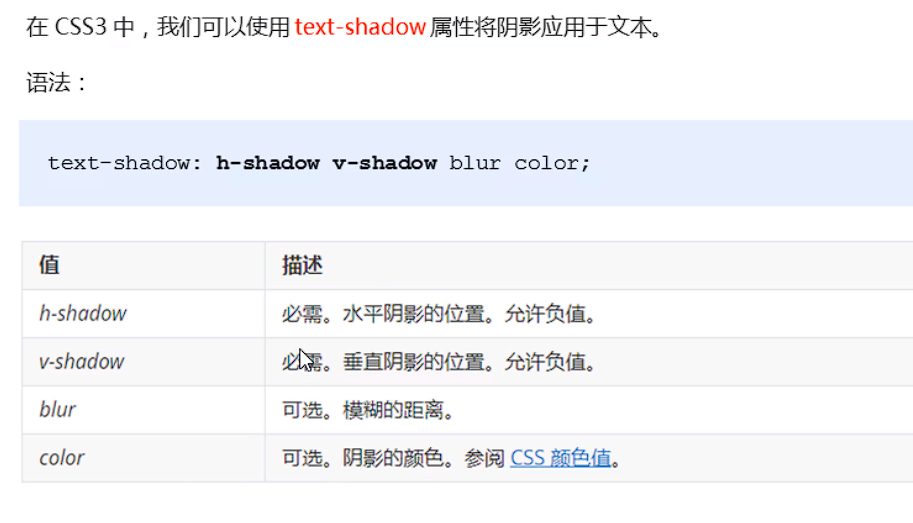 在 CSS3 中，我们可以使用 text-shadow 属性将阴影应用于文本。
语法：
text-shadow: h-shadow v-shadow blur color;
值 描述
h-shadow 必需。水平阴影的位置。允许负值。
v-shadow 必需。垂直阴影的位置。允许负值。
blur 可选。模糊的距离。
color 可选。阴影的颜色。参阅 CSS 颜色值。